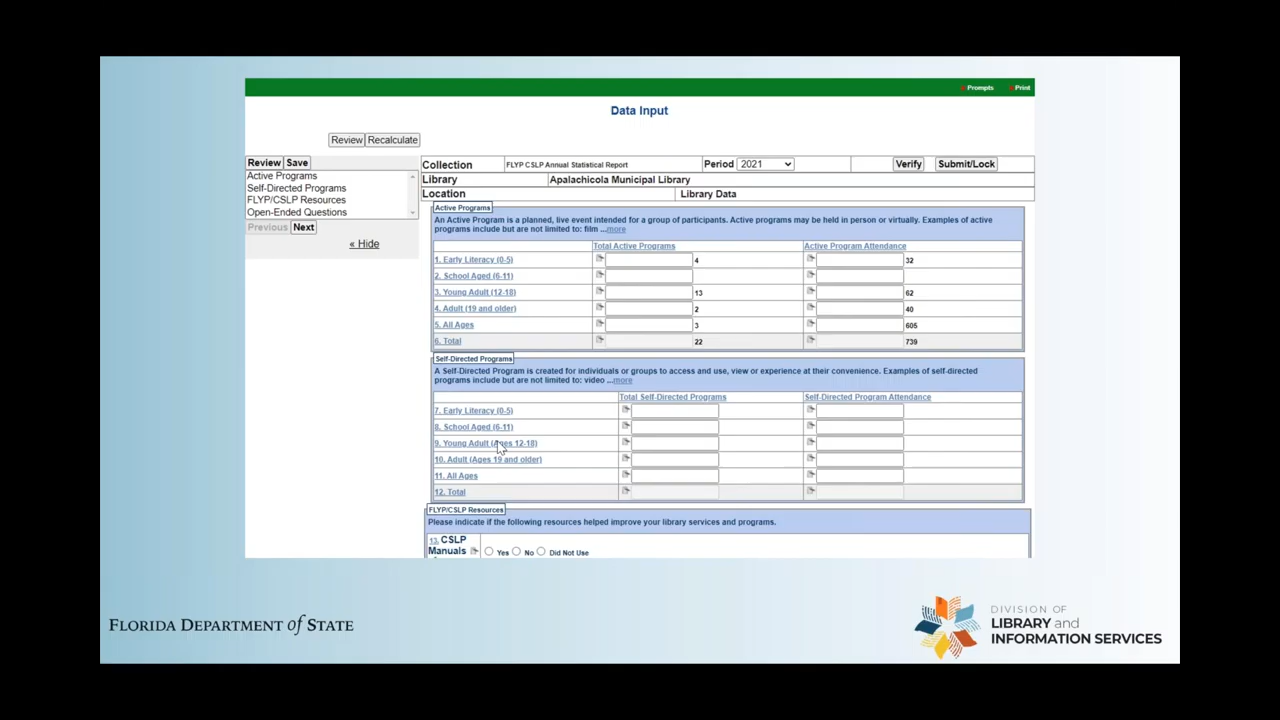 Prompts Print
Data Input
Review Recalculate
Review Save
Active Programs
Self-Directed Programs
FLYP/CSLP Resources
Open-Ended Questions
Previous Next
« Hide
Collection FLYP CSLP Annual Statistical Report Period 2021 Verify Submit/Lock
Library Apalachicola Municipal Library
Location Library Data
Active Programs
An Active Program is a planned, live event intended for a group of participants. Active programs may be held in person or virtually. Examples of active
programs include but are not limited to: film ...more
Total Active Programs Active Program Attendance
1. Early Literacy (0-5) 4 32
2. School Aged (6-11)
3. Young Adult (12-18) 13 62
4. Adult (19 and older) 2 40
5. All Ages 3 605
6. Total 22 739
Self-Directed Programs
A Self-Directed Program is created for individuals or groups to access and use, view or experience at their convenience. Examples of self-directed
programs include but are not limited to: video ...more
Total Self-Directed Programs Self-Directed Program Attendance
7. Early Literacy (0-5)
8. School Aged (6-11)
9. Young Adult (Ages 12-18)
10. Adult (Ages 19 and older)
11. All Ages
12. Total
FLYP/CSLP Resources
Please indicate if the following resources helped improve your library services and programs.
13. CSLP
Manuals Yes No Did Not Use
FLORIDA DEPARTMENT of STATE
DIVISION OF
LIBRARY and
INFORMATION SERVICES